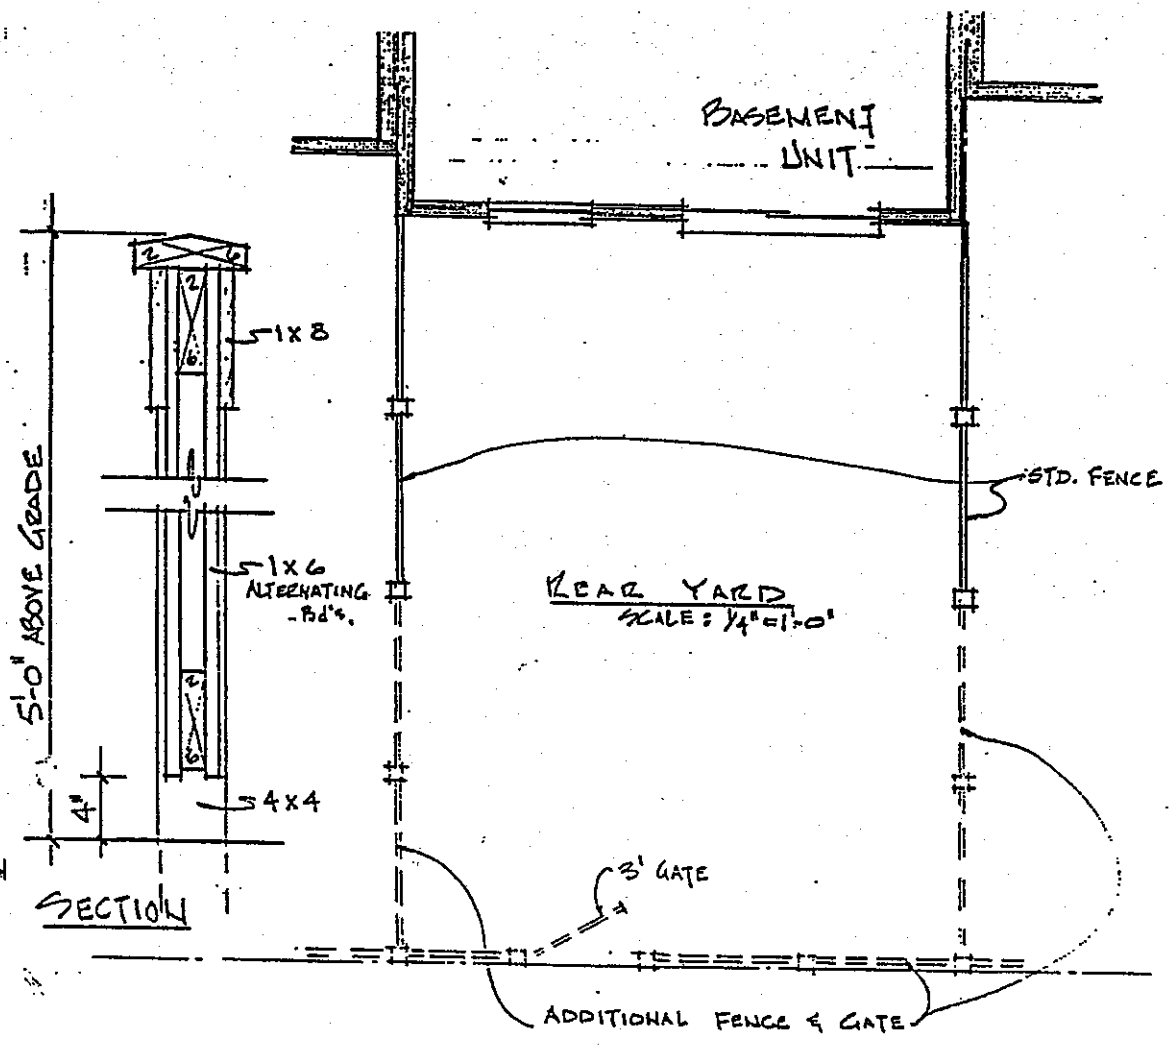 BASEMENT
UNIT
2 6
2
6
1x8
STD. FENCE
5'-0" ABOVE GRADE
1x6
ALTERNATING
Bd's.
REAR YARD
SCALE: 1/4"=1'-0"
2
6
4"
4x4
3' GATE
SECTION
ADDITIONAL FENCE & GATE